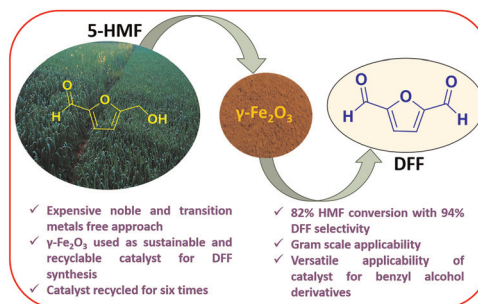 5-HMF
O
H
O
OH
γ-Fe₂O₃
O
H
O
O
H
DFF
✓ Expensive noble and transition
metals free approach
✓ γ-Fe₂O₃ used as sustainable and
recyclable catalyst for DFF
synthesis
✓ Catalyst recycled for six times
✓ 82% HMF conversion with 94%
DFF selectivity
✓ Gram scale applicability
✓ Versatile applicability of
catalyst for benzyl alcohol
derivatives